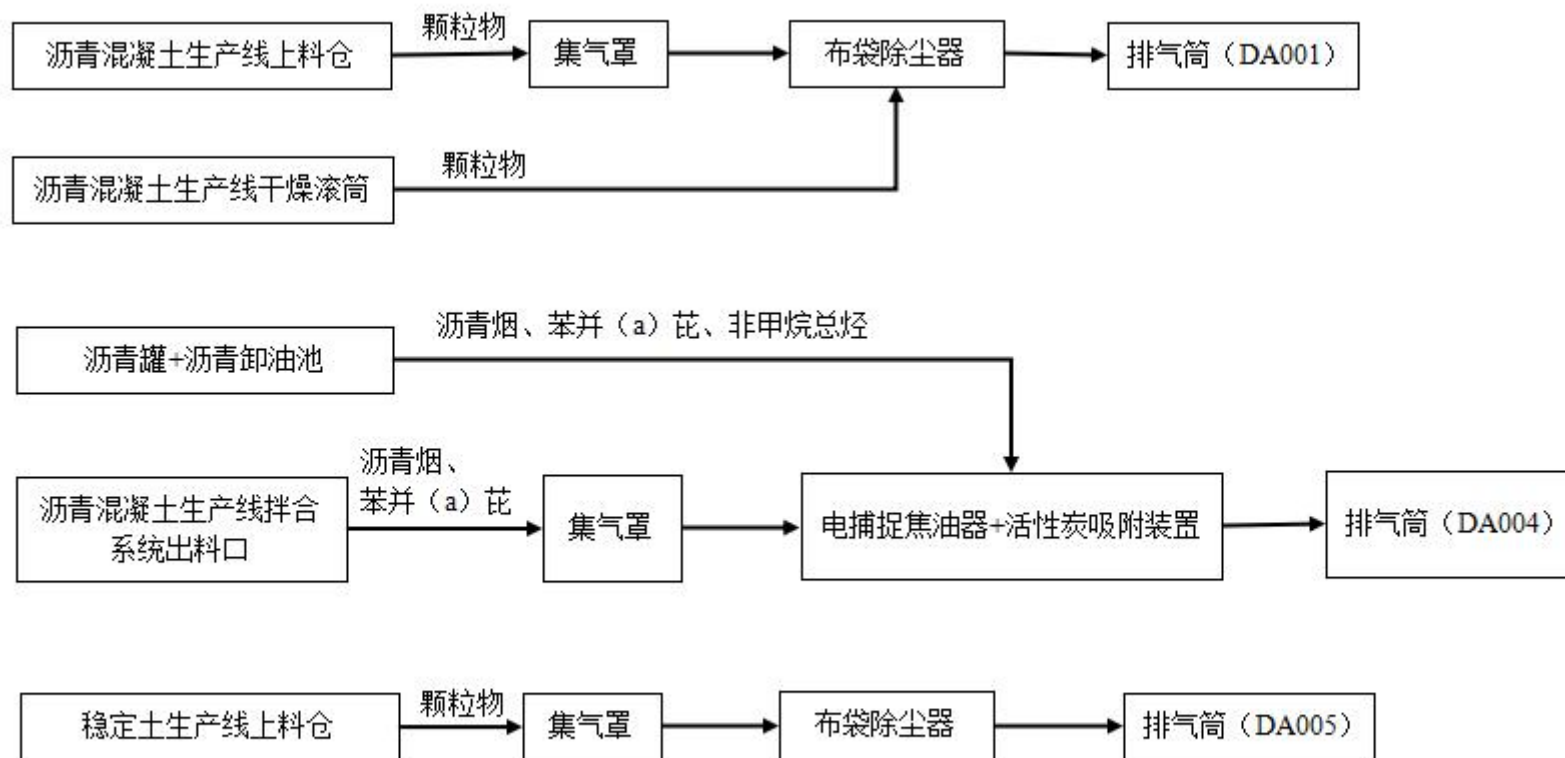 颗粒物
沥青混凝土生产线上料仓
集气罩
布袋除尘器
排气筒（DA001）
颗粒物
沥青混凝土生产线干燥滚筒
沥青烟、苯并（a）芘、非甲烷总烃
沥青罐+沥青卸油池
沥青烟、
苯并（a）芘
沥青混凝土生产线拌合
系统出料口
集气罩
电捕捉焦油器+活性炭吸附装置
排气筒（DA004）
颗粒物
稳定土生产线上料仓
集气罩
布袋除尘器
排气筒（DA005）